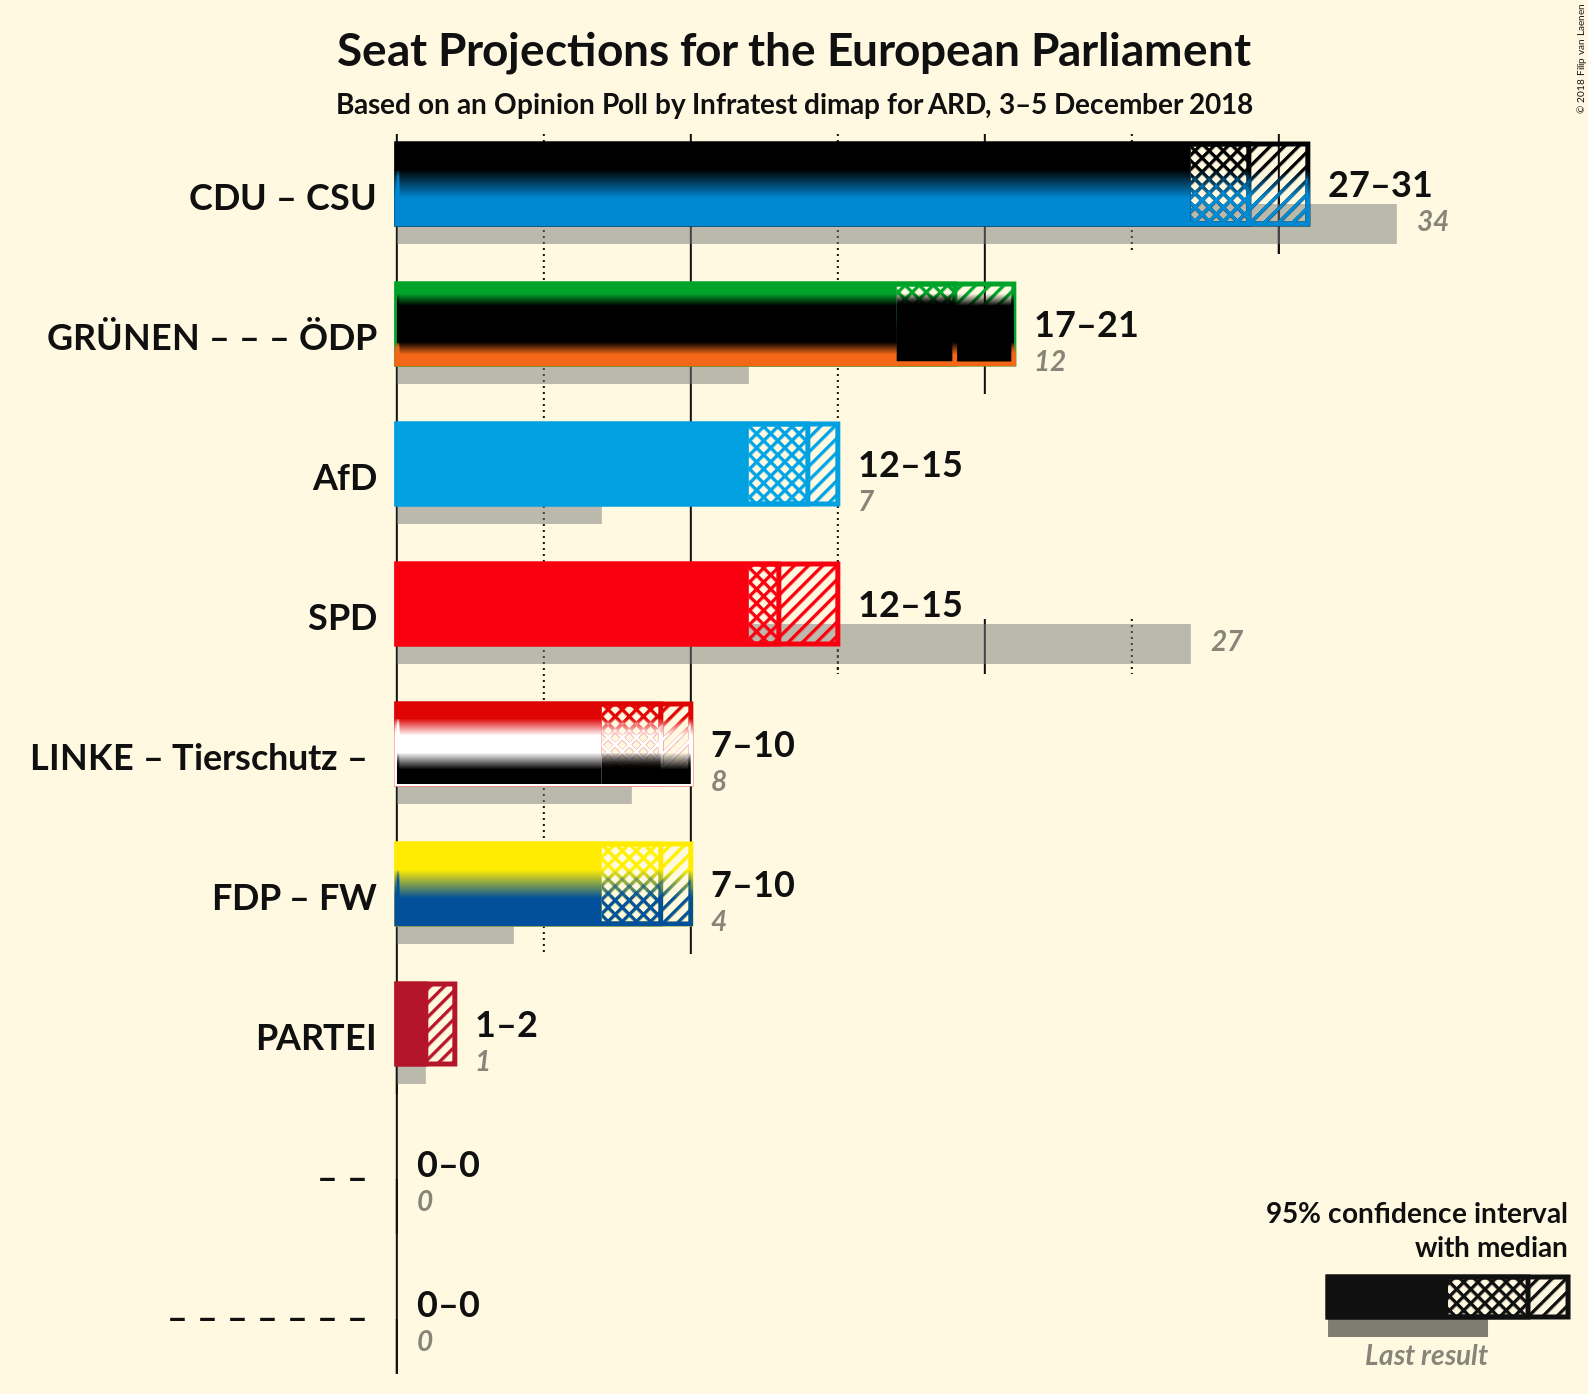 Seat Projections for the European Parliament
Based on an Opinion Poll by Infratest dimap for ARD, 3–5 December 2018
© 2018 Filip van Laenen
CDU – CSU
27–31
34
GRÜNEN – – – ÖDP
17–21
12
AfD
12–15
7
SPD
12–15
27
LINKE – Tierschutz –
7–10
8
FDP – FW
7–10
4
PARTEI
1–2
1
– –
0–0
0
– – – – – – –
0–0
0
95% confidence interval
with median
Last result